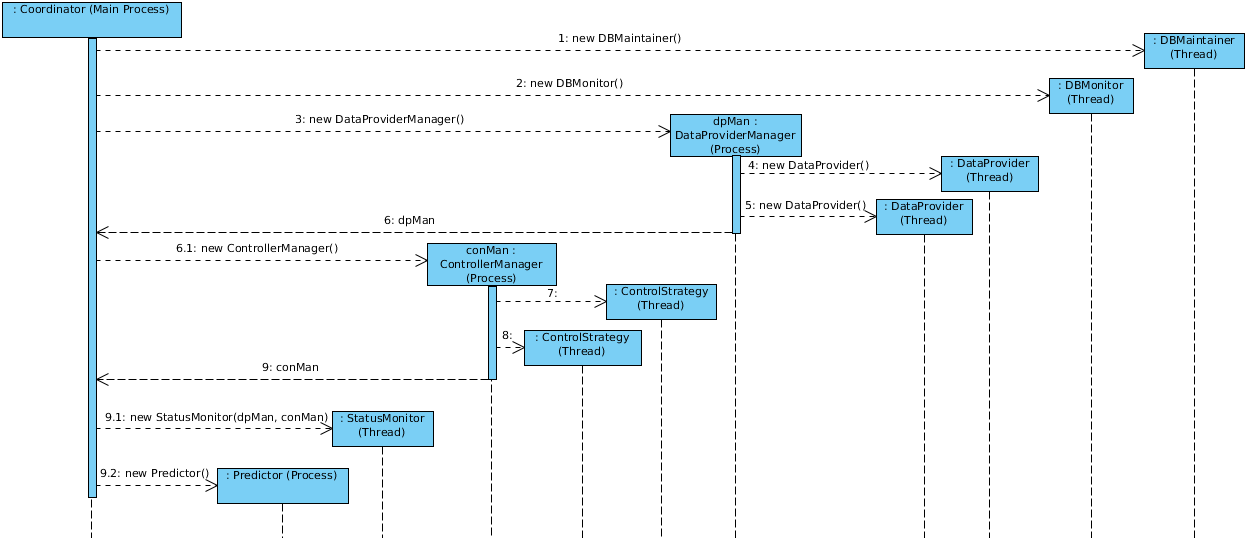 : Coordinator (Main Process)
1: new DBMaintainer()
: DBMaintainer
(Thread)
2: new DBMonitor()
: DBMonitor
(Thread)
3: new DataProviderManager()
dpMan :
DataProviderManager
(Process)
4: new DataProvider()
: DataProvider
(Thread)
5: new DataProvider()
: DataProvider
(Thread)
6: dpMan
6.1: new ControllerManager()
conMan :
ControllerManager
(Process)
7:
: ControlStrategy
(Thread)
8:
: ControlStrategy
(Thread)
9: conMan
9.1: new StatusMonitor(dpMan, conMan)
: StatusMonitor
(Thread)
9.2: new Predictor()
: Predictor (Process)